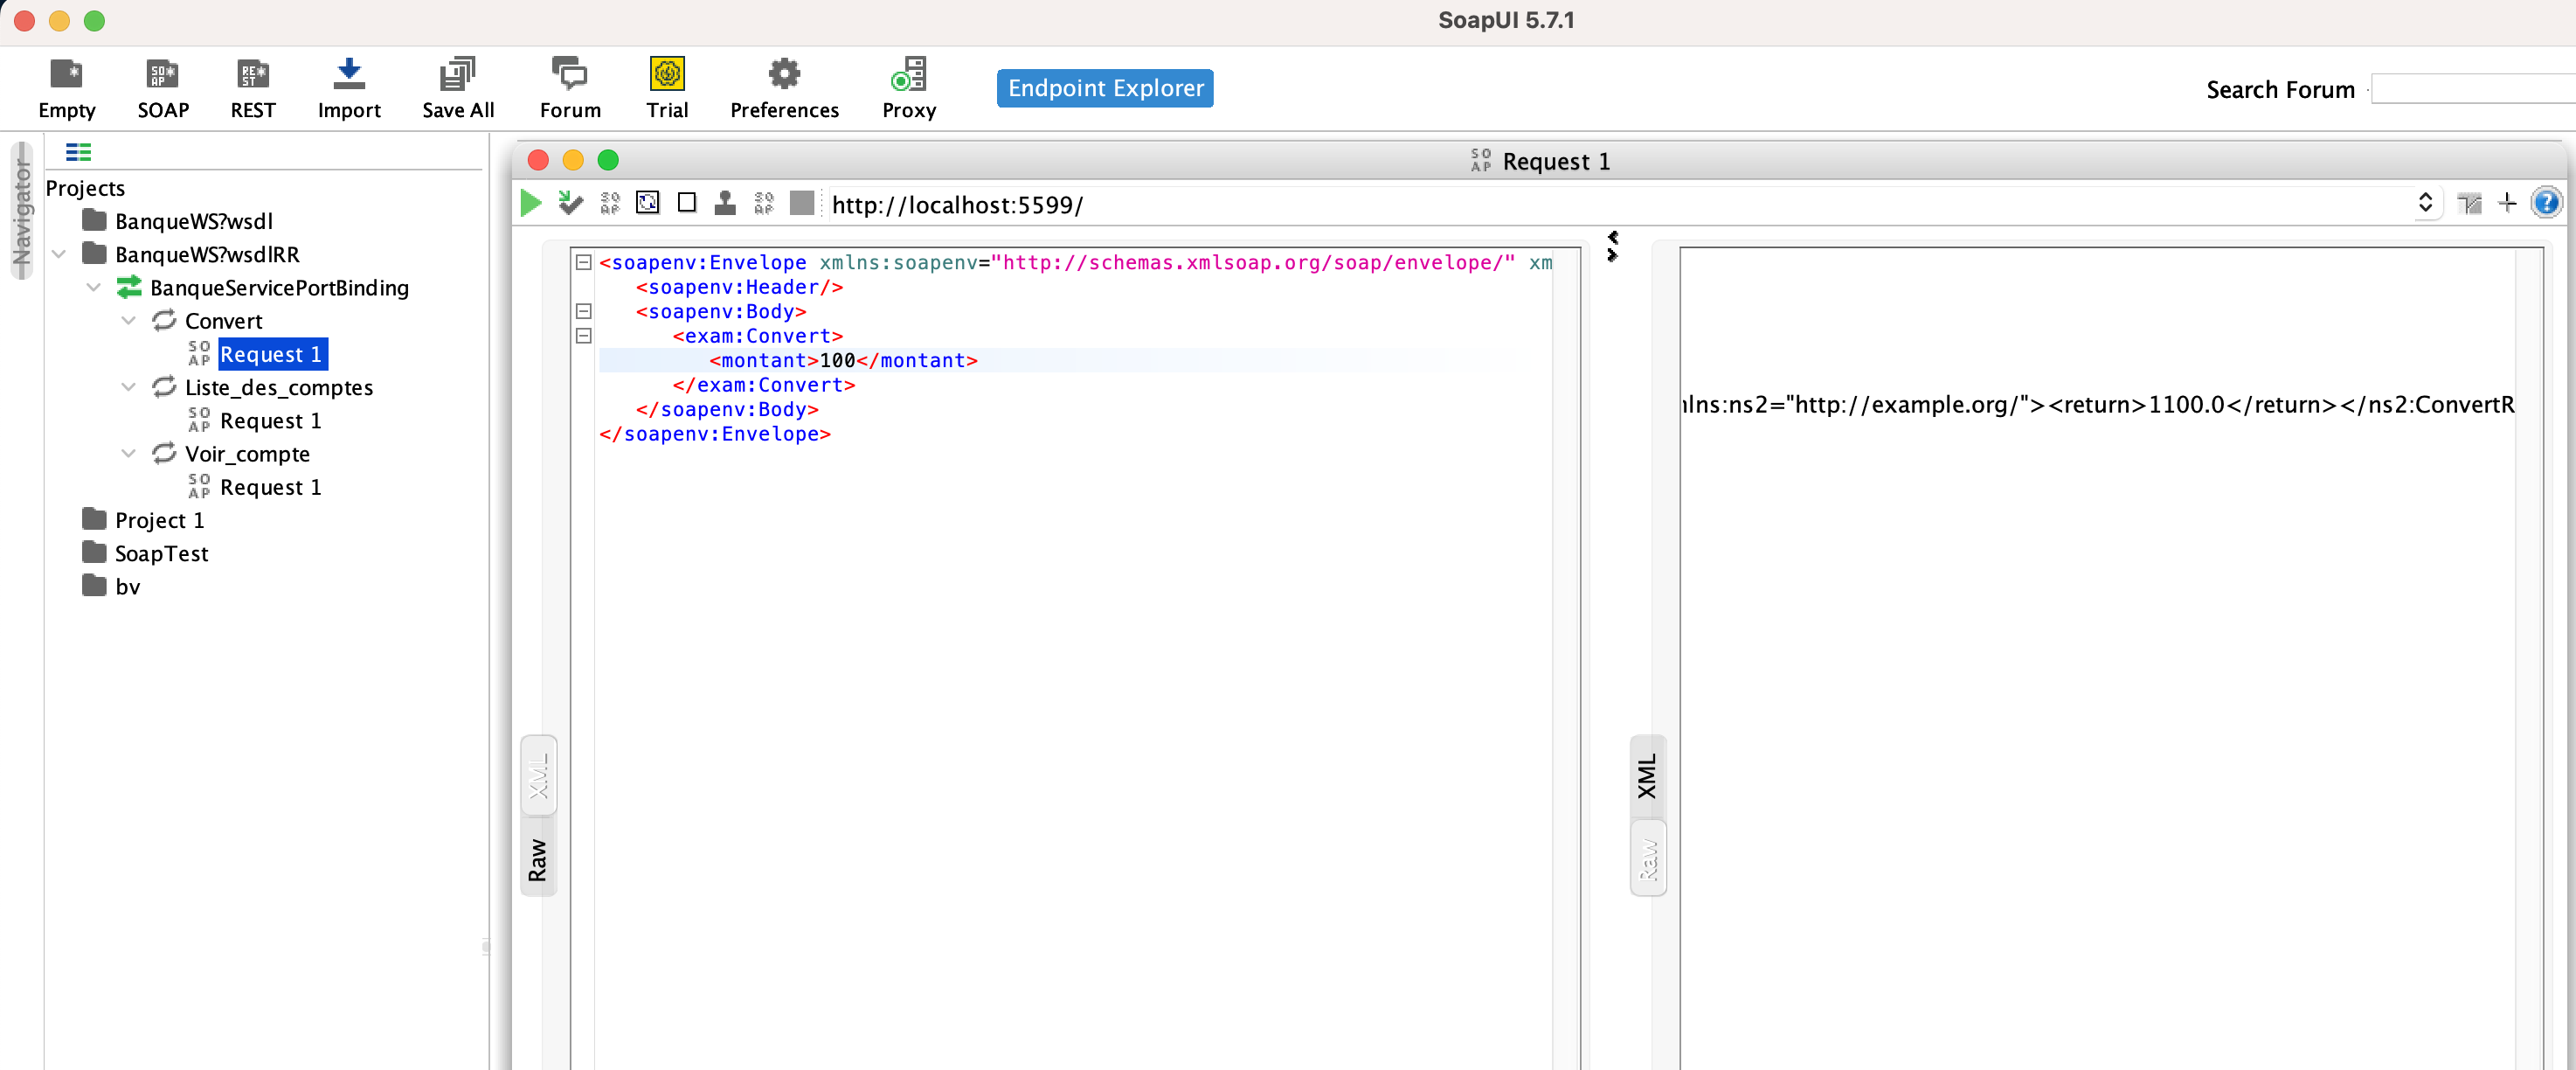 SoapUI 5.7.1
Empty SOAP REST Import Save All Forum Trial Preferences Proxy Endpoint Explorer Search Forum
Navigator
Projects
BanqueWS?wsdl
BanqueWS?wsdlRR
BanqueServicePortBinding
Convert
Request 1
Liste_des_comptes
Request 1
Voir_compte
Request 1
Project 1
SoapTest
bv
Request 1
http://localhost:5599/
<soapenv:Envelope xmlns:soapenv="http://schemas.xmlsoap.org/soap/envelope/" xm
<soapenv:Header/>
<soapenv:Body>
<exam:Convert>
<montant>100</montant>
</exam:Convert>
</soapenv:Body>
</soapenv:Envelope>
XML
Raw
lns:ns2="http://example.org/"><return>1100.0</return></ns2:ConvertR
XML
Raw